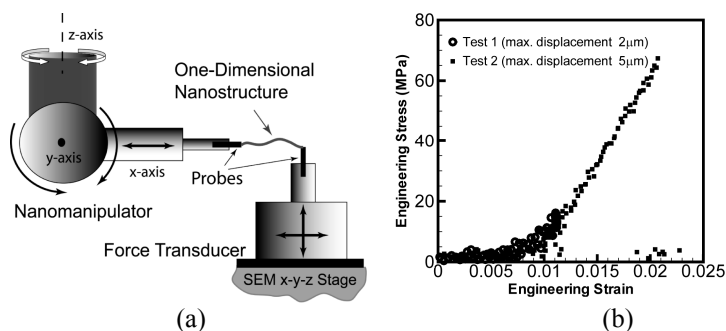 z-axis
One-Dimensional
Nanostructure
y-axis
x-axis
Probes
Nanomanipulator
Force Transducer
SEM x-y-z Stage
(a)
Engineering Stress (MPa)
80
60
40
20
0
Test 1 (max. displacement 2μm)
Test 2 (max. displacement 5μm)
0 0.005 0.01 0.015 0.02 0.025
Engineering Strain
(b)